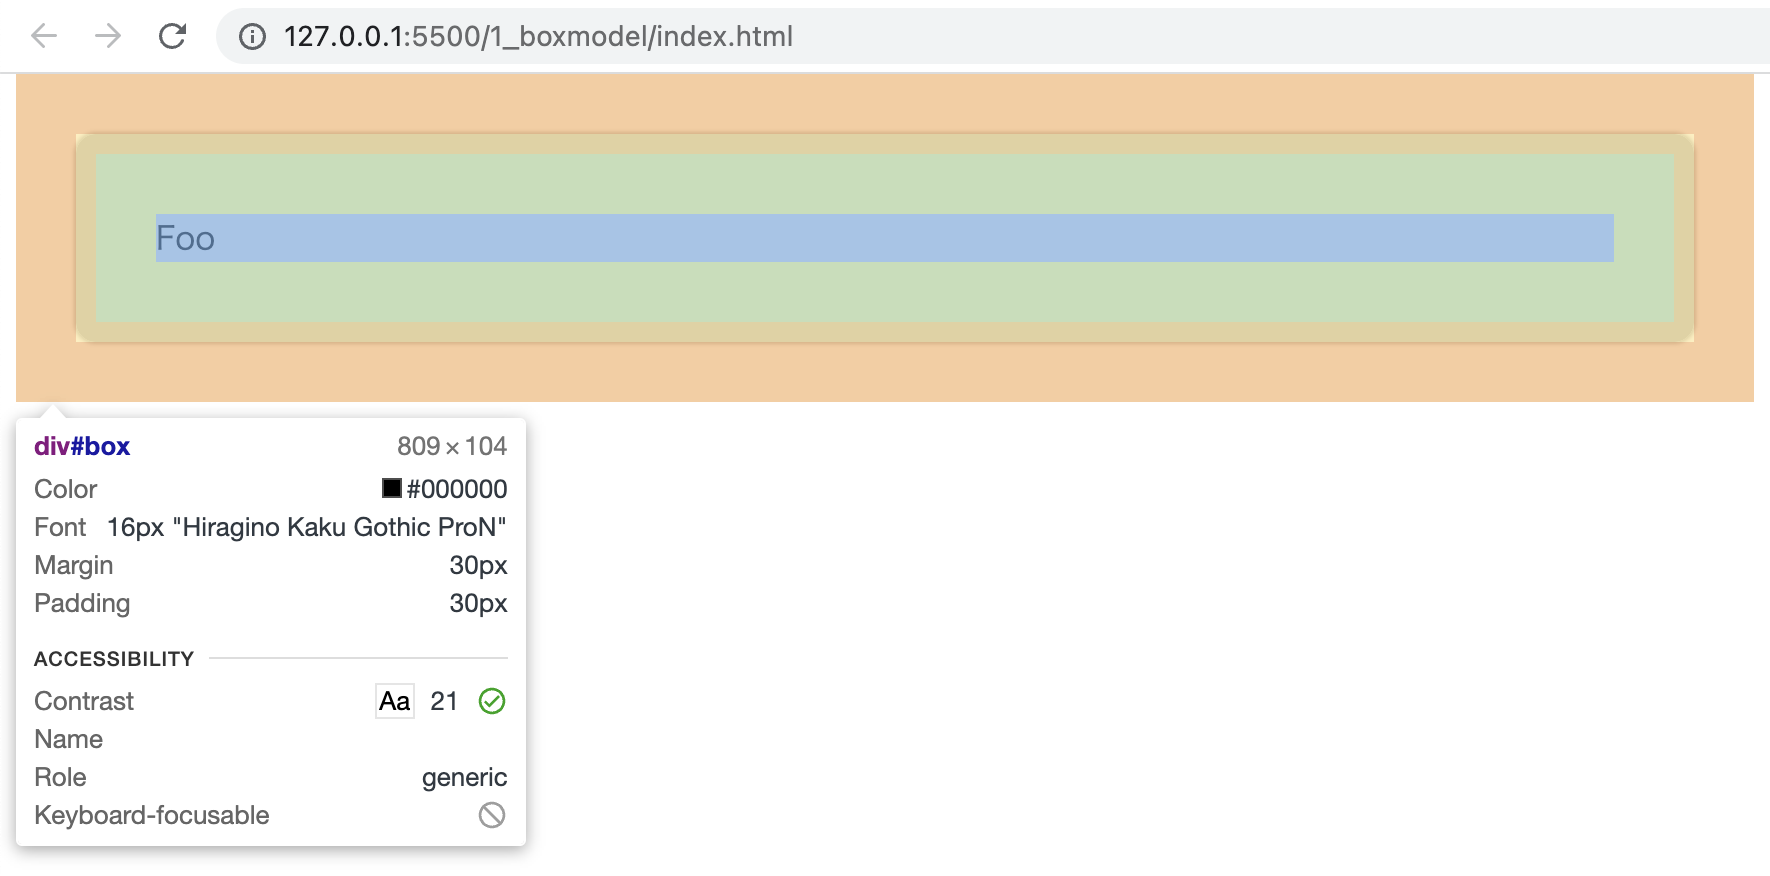 127.0.0.1:5500/1_boxmodel/index.html
Foo
div#box 809 × 104
Color #000000
Font 16px "Hiragino Kaku Gothic ProN"
Margin 30px
Padding 30px
ACCESSIBILITY
Contrast Aa 21
Name
Role generic
Keyboard-focusable